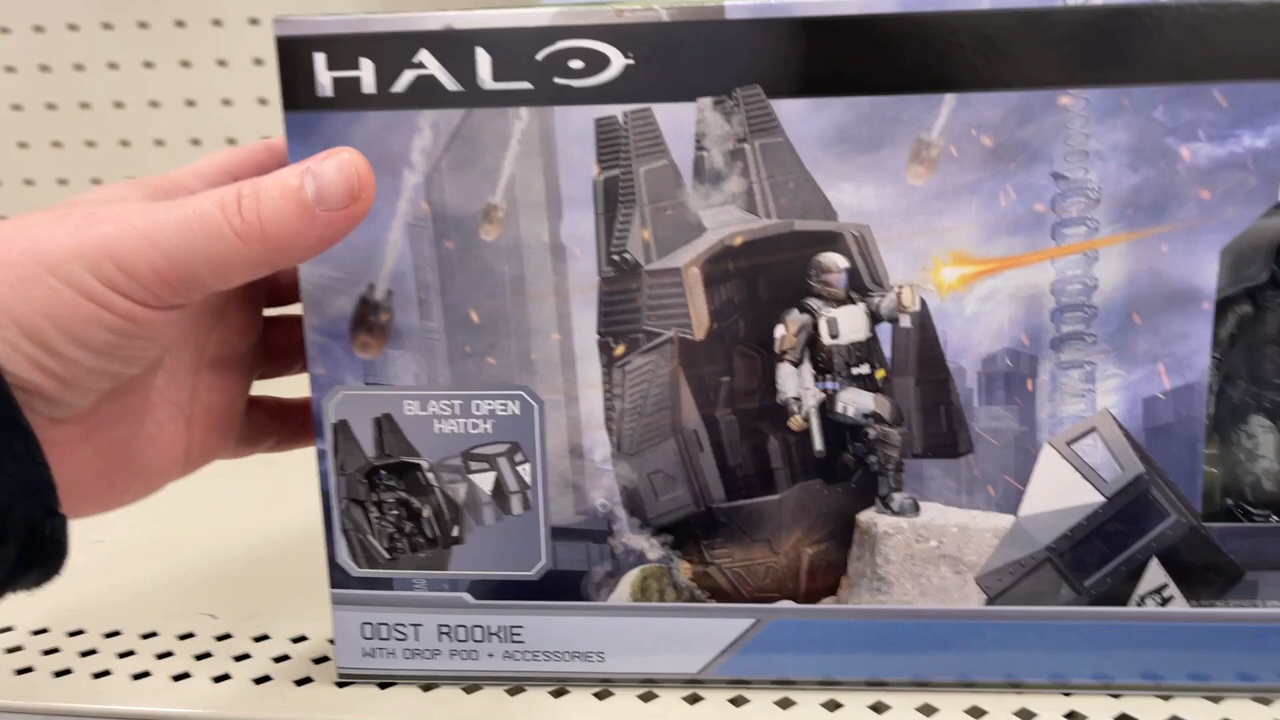 HALO
BLAST OPEN
HATCH
ODST ROOKIE
WITH DROP POD + ACCESSORIES